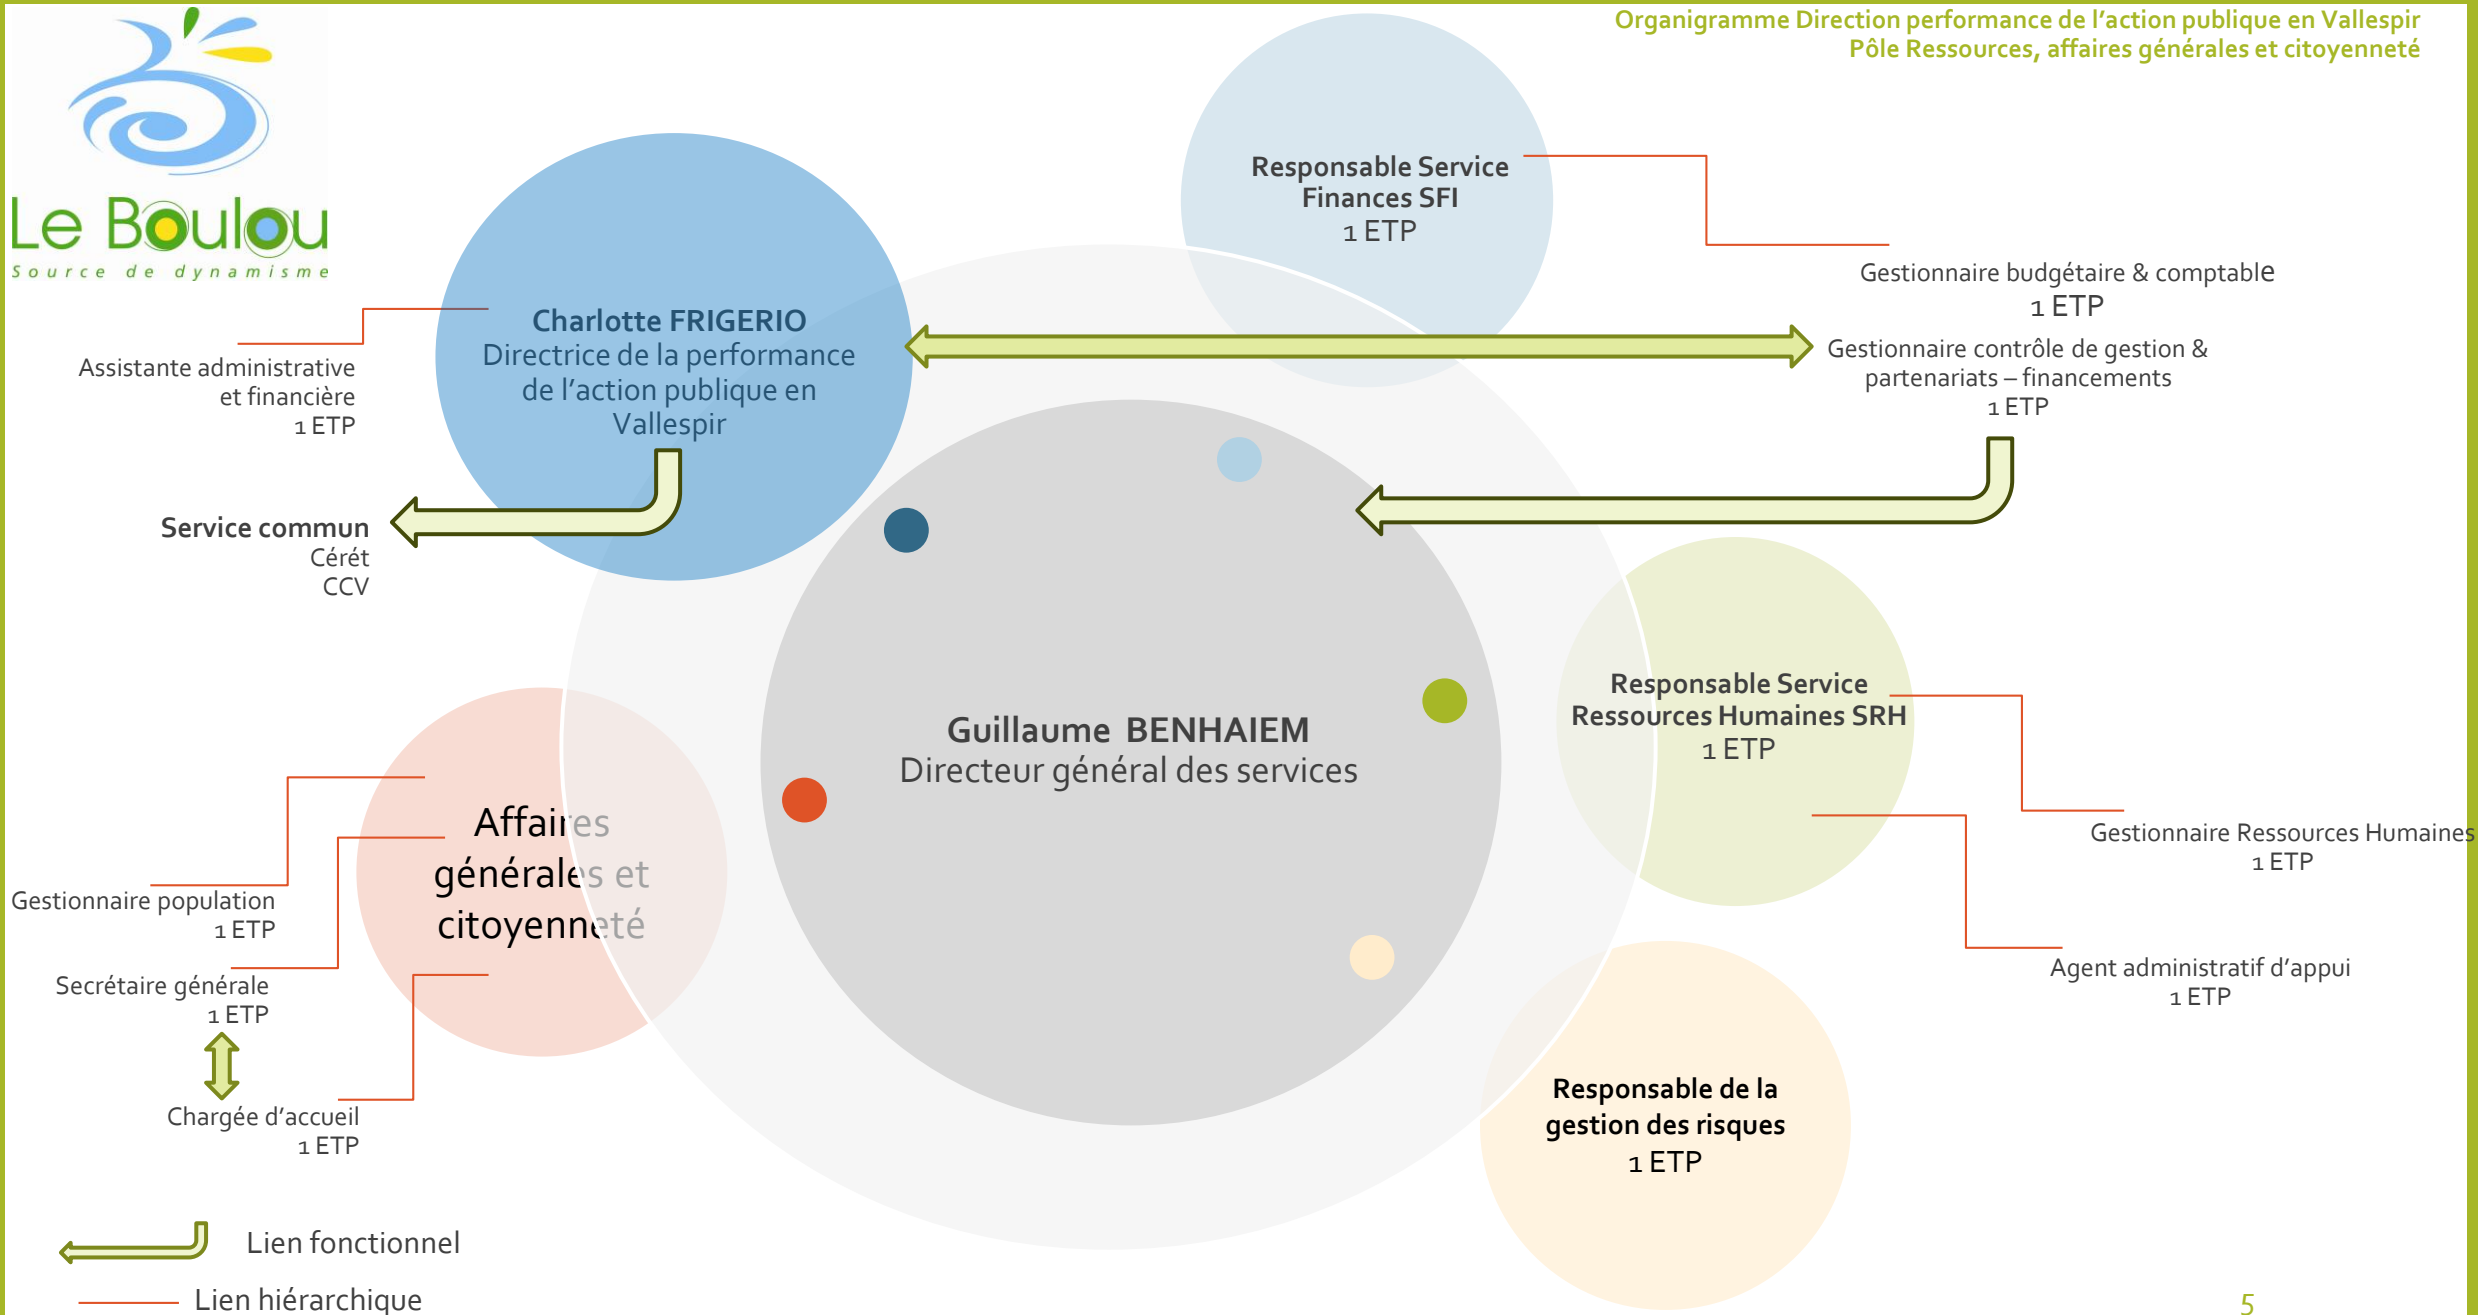 Organigramme Direction performance de l'action publique en Vallespir
Pôle Ressources, affaires générales et citoyenneté
Le Boulou
Source de dynamisme
Responsable Service
Finances SFI
1 ETP
Gestionnaire budgétaire & comptable
1 ETP
Gestionnaire contrôle de gestion &
partenariats – financements
1 ETP
Charlotte FRIGERIO
Directrice de la performance
de l'action publique en
Vallespir
Assistante administrative
et financière
1 ETP
Service commun
Cérét
CCV
Guillaume BENHAIEM
Directeur général des services
Responsable Service
Ressources Humaines SRH
1 ETP
Gestionnaire Ressources Humaines
1 ETP
Agent administratif d'appui
1 ETP
Affaires
générales et
citoyenneté
Gestionnaire population
1 ETP
Secrétaire générale
1 ETP
Chargée d'accueil
1 ETP
Responsable de la
gestion des risques
1 ETP
Lien fonctionnel
Lien hiérarchique
5